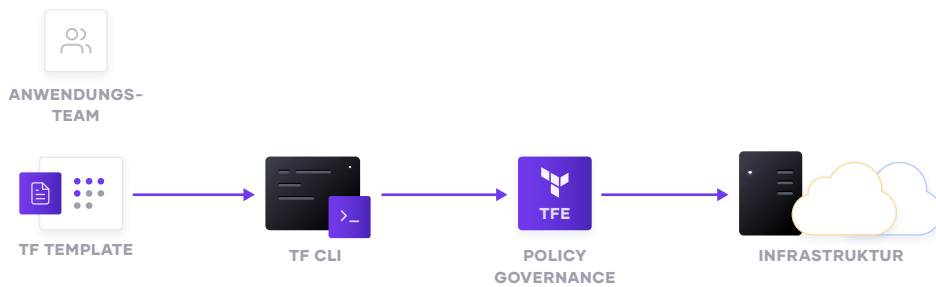 ANWENDUNGS-
TEAM
TF TEMPLATE
TF CLI
TFE
POLICY
GOVERNANCE
INFRASTRUKTUR